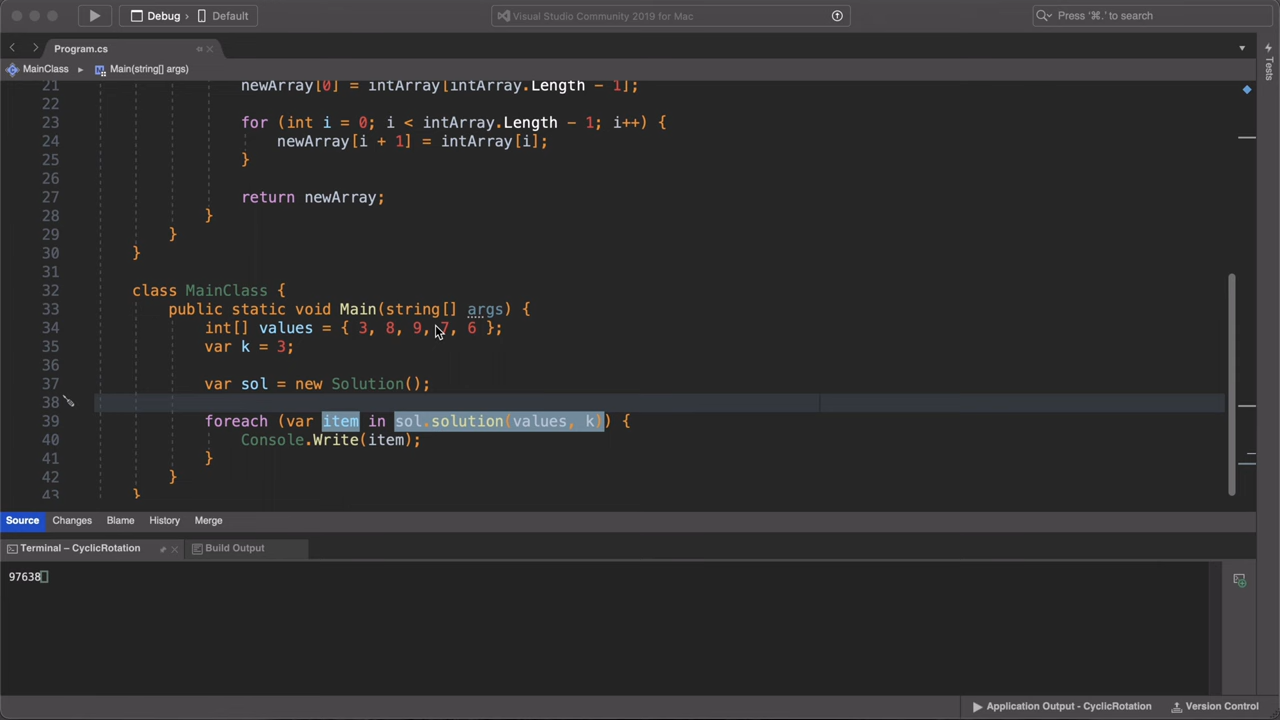 Debug › Default
Visual Studio Community 2019 for Mac
Press '⌘.' to search
Program.cs
MainClass ▸ Main(string[] args)
Tests
21 newArray[0] = intArray[intArray.Length - 1];
22
23 for (int i = 0; i < intArray.Length - 1; i++) {
24 newArray[i + 1] = intArray[i];
25 }
26
27 return newArray;
28 }
29 }
30 }
31
32 class MainClass {
33 public static void Main(string[] args) {
34 int[] values = { 3, 8, 9, 7, 6 };
35 var k = 3;
36
37 var sol = new Solution();
38
39 foreach (var item in sol.solution(values, k)) {
40 Console.Write(item);
41 }
42 }
43 }
Source Changes Blame History Merge
Terminal – CyclicRotation Build Output
97638
Application Output - CyclicRotation Version Control